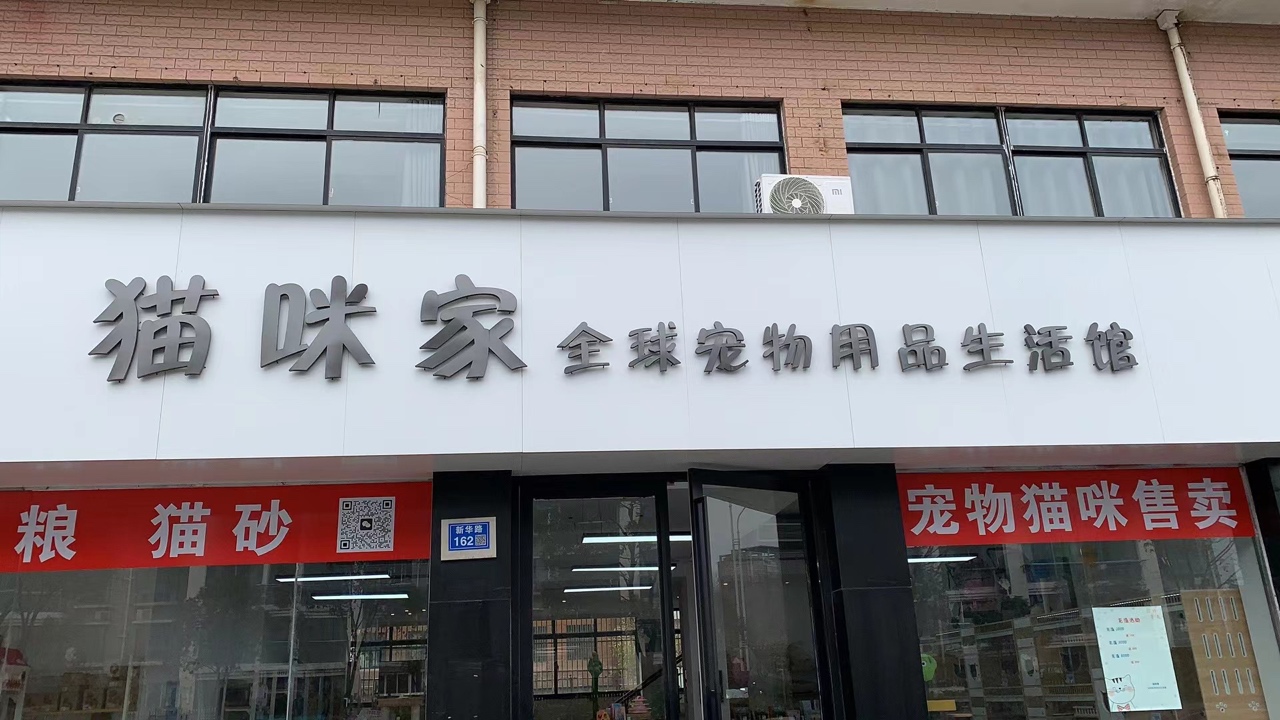 mi
猫咪家 全球宠物用品生活馆
粮 猫砂
新华路
162
宠物猫咪售卖